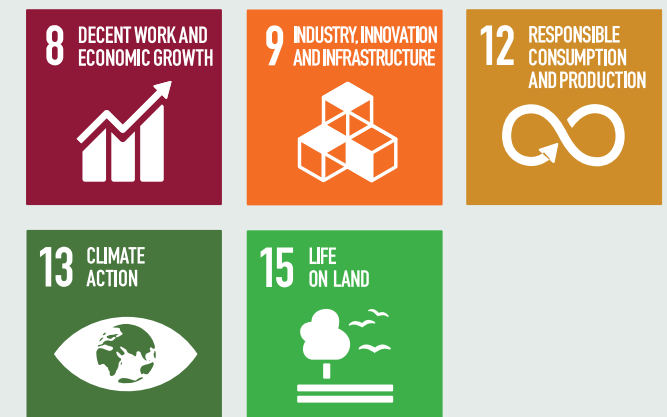 8 DECENT WORK AND
ECONOMIC GROWTH
9 INDUSTRY, INNOVATION
AND INFRASTRUCTURE
12 RESPONSIBLE
CONSUMPTION
AND PRODUCTION
13 CLIMATE
ACTION
15 LIFE
ON LAND